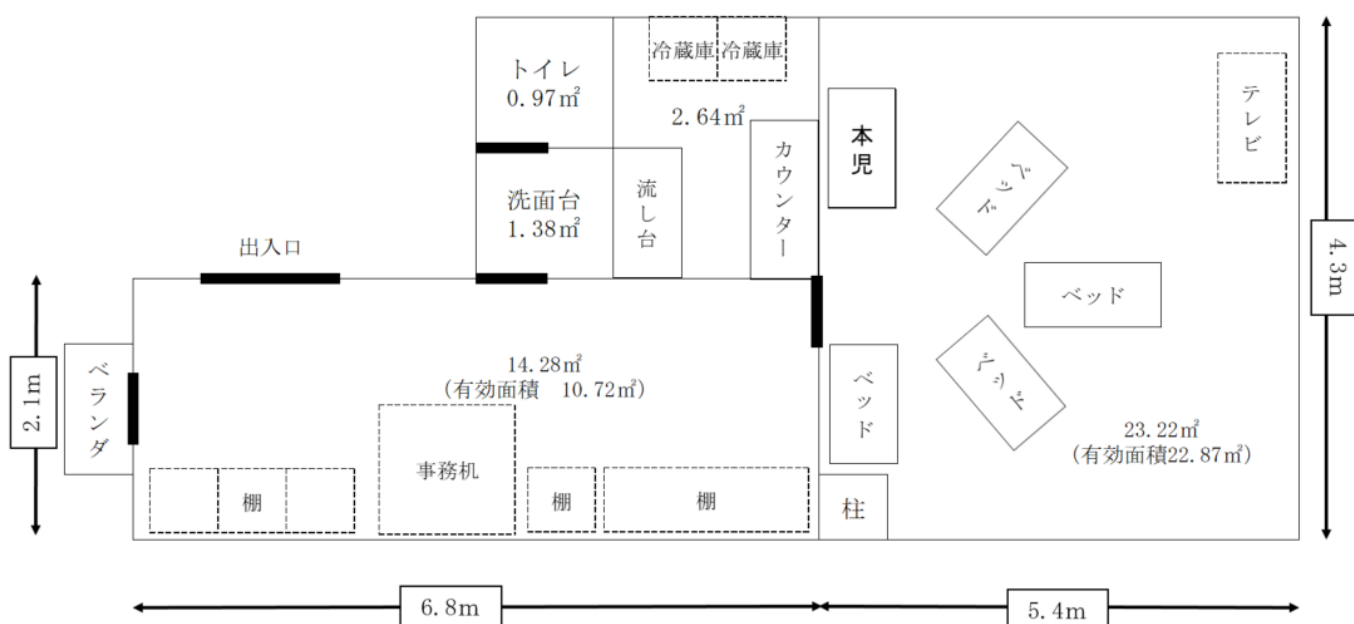 トイレ
0.97㎡
冷蔵庫
冷蔵庫
2.64㎡
カウンター
本児
ベッド
テレビ
洗面台
1.38㎡
流し台
出入口
4.3m
ベッド
2.1m
ベランダ
14.28㎡
(有効面積 10.72㎡)
ベッド
ベッド
23.22㎡
(有効面積22.87㎡)
棚
事務机
棚
棚
柱
6.8m
5.4m